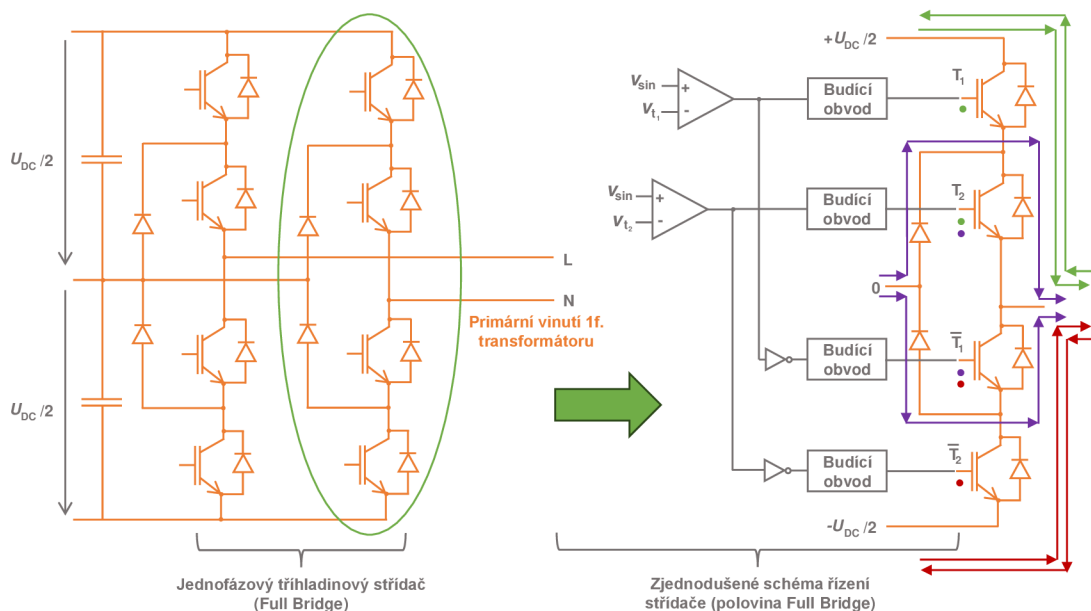 U_DC /2
U_DC /2
L
N
Primární vinutí 1f.
transformátoru
Jednofázový tříhladinový střídač
(Full Bridge)
+U_DC /2
V_sin
V_t₁
+
-
Budící
obvod
T₁
V_sin
V_t₂
+
-
Budící
obvod
T₂
0
Budící
obvod
T̅₁
Budící
obvod
T̅₂
-U_DC /2
Zjednodušené schéma řízení
střídače (polovina Full Bridge)